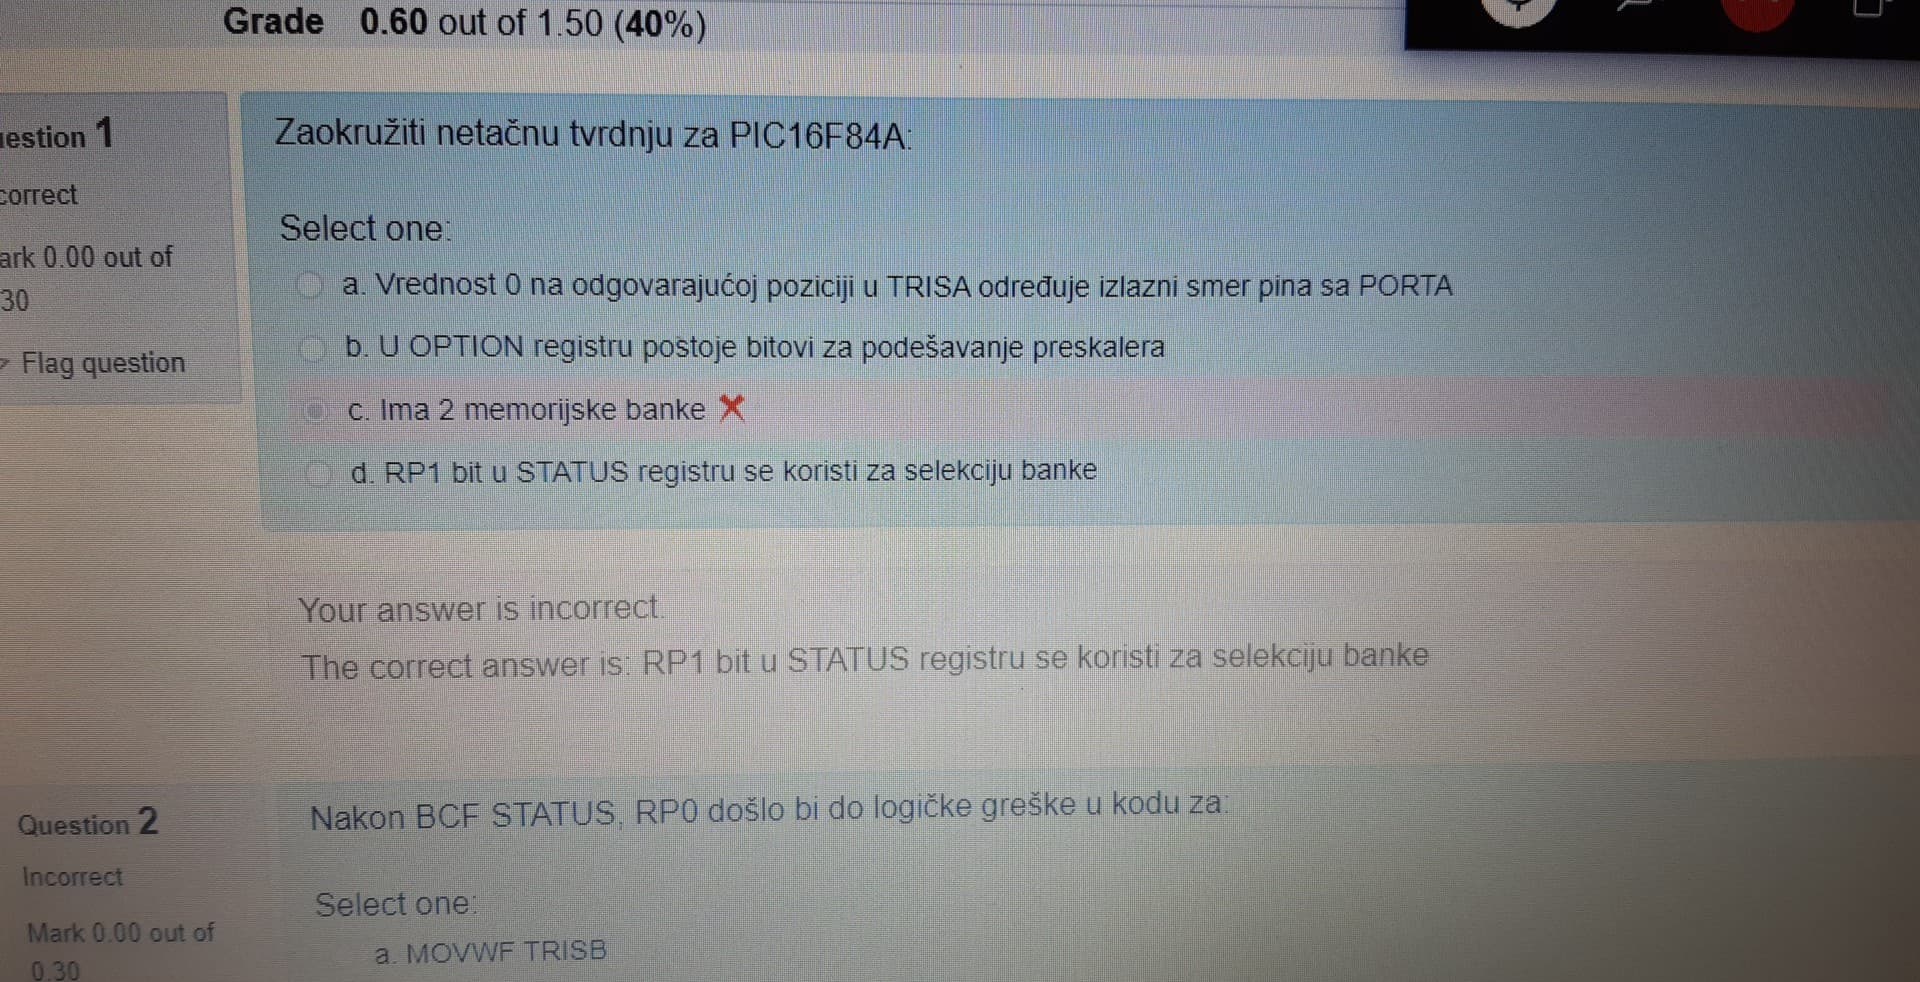 Grade 0.60 out of 1.50 (40%)
estion 1
correct
ark 0.00 out of
30
Flag question
Zaokružiti netačnu tvrdnju za PIC16F84A:
Select one:
a. Vrednost 0 na odgovarajućoj poziciji u TRISA određuje izlazni smer pina sa PORTA
b. U OPTION registru postoje bitovi za podešavanje preskalera
c. Ima 2 memorijske banke
d. RP1 bit u STATUS registru se koristi za selekciju banke
Your answer is incorrect.
The correct answer is: RP1 bit u STATUS registru se koristi za selekciju banke
Question 2
Incorrect
Mark 0.00 out of
0.30
Nakon BCF STATUS, RP0 došlo bi do logičke greške u kodu za:
Select one:
a. MOVWF TRISB